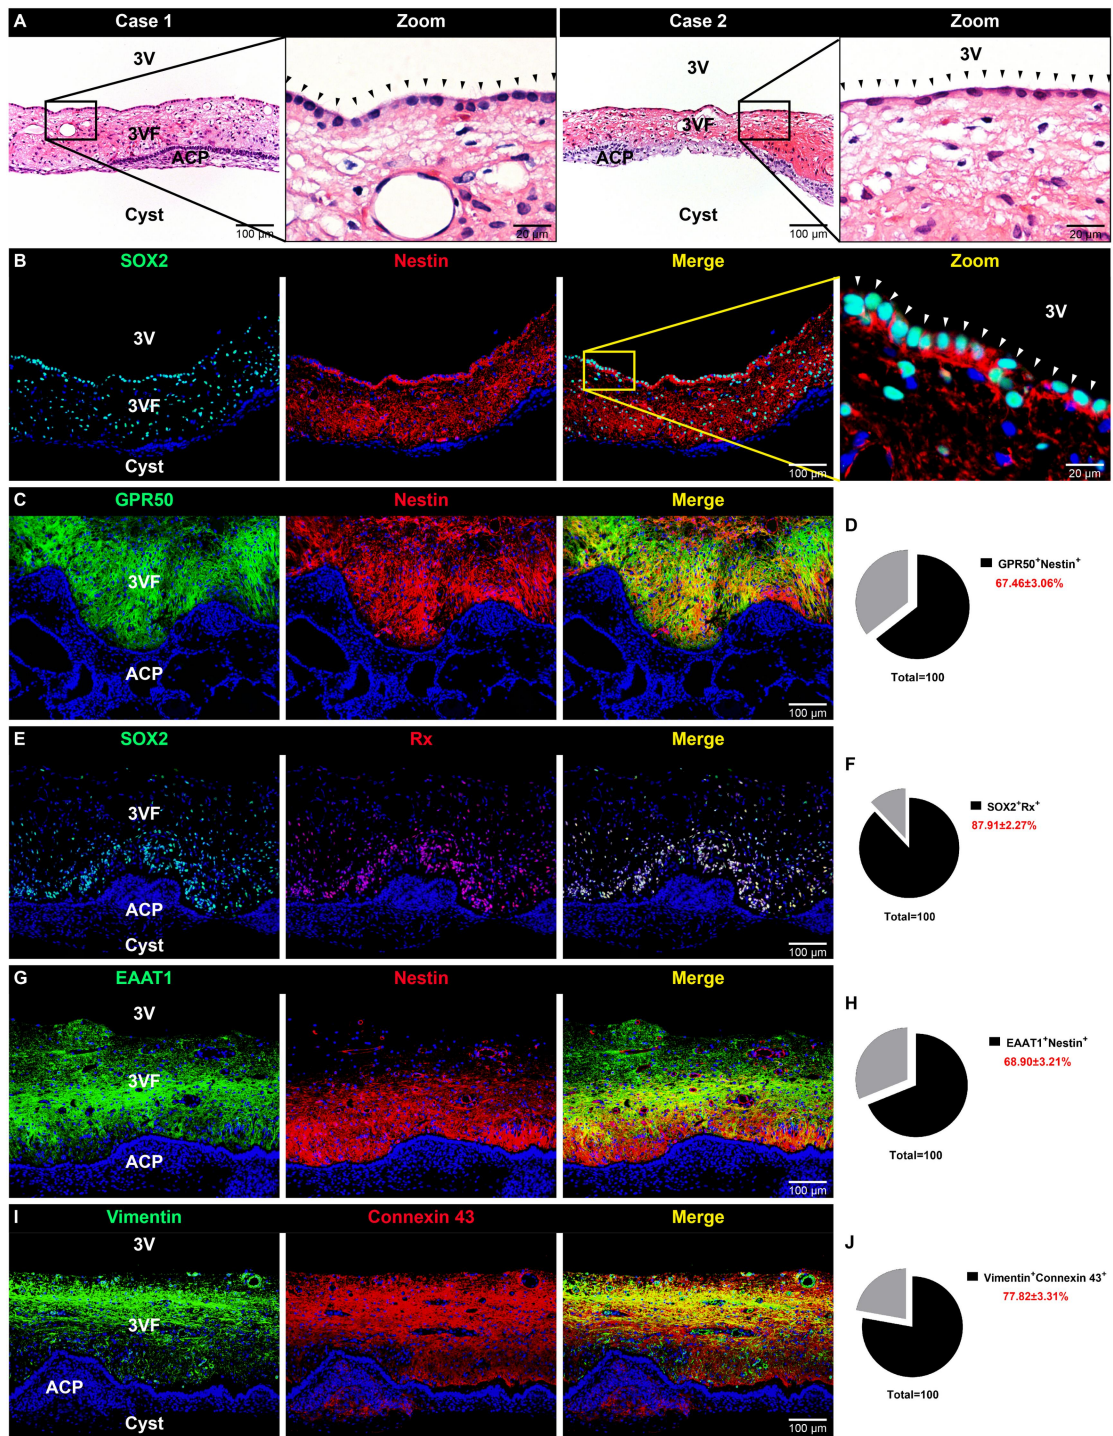 A Case 1 Zoom Case 2 Zoom
3V 3V 3V
3VF 3VF
ACP ACP
Cyst Cyst
100 µm 20 µm 100 µm 20 µm
B SOX2 Nestin Merge Zoom
3V 3V
3VF
Cyst
100 µm 20 µm
C GPR50 Nestin Merge
3VF
ACP
100 µm
D
GPR50⁺Nestin⁺
67.46±3.06%
Total=100
E SOX2 Rx Merge
3VF
ACP
Cyst
100 µm
F
SOX2⁺Rx⁺
87.91±2.27%
Total=100
G EAAT1 Nestin Merge
3V
3VF
ACP
100 µm
H
EAAT1⁺Nestin⁺
68.90±3.21%
Total=100
I Vimentin Connexin 43 Merge
3V
3VF
ACP
Cyst
100 µm
J
Vimentin⁺Connexin 43⁺
77.82±3.31%
Total=100